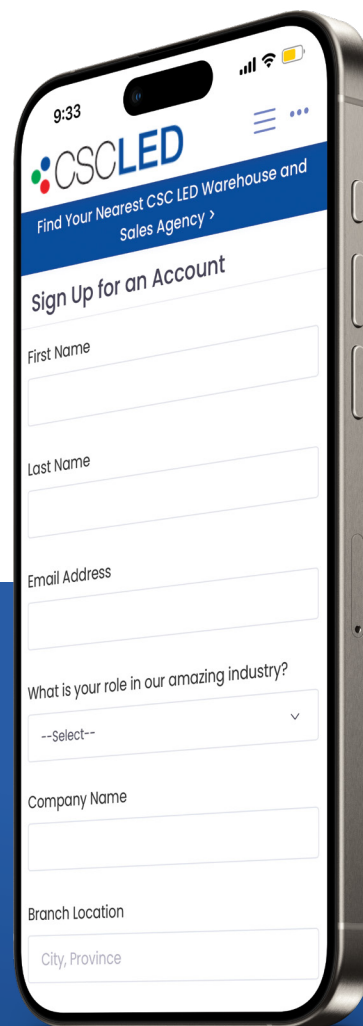 9:33
CSCLED
Find Your Nearest CSC LED Warehouse and
Sales Agency >
Sign Up for an Account
First Name
Last Name
Email Address
What is your role in our amazing industry?
--Select--
Company Name
Branch Location
City, Province